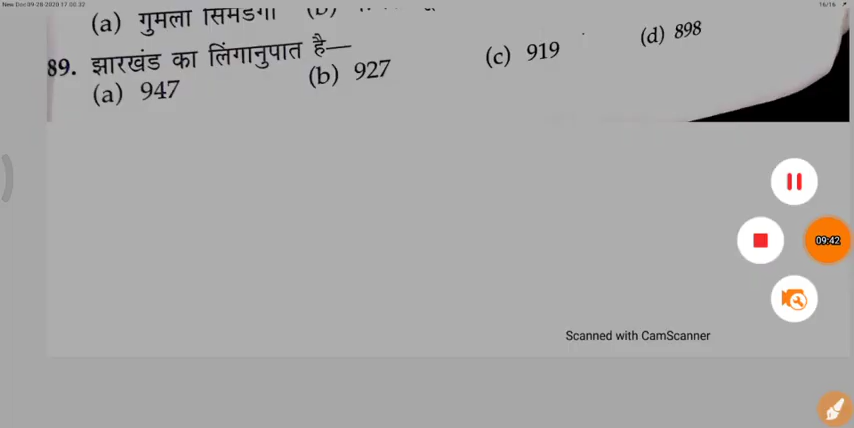 New Doc 09-28-2020 17.00.32
16/16
(a) गुमला
89. झारखंड का लिंगानुपात है—
(a) 947 (b) 927 (c) 919 (d) 898
09:42
Scanned with CamScanner